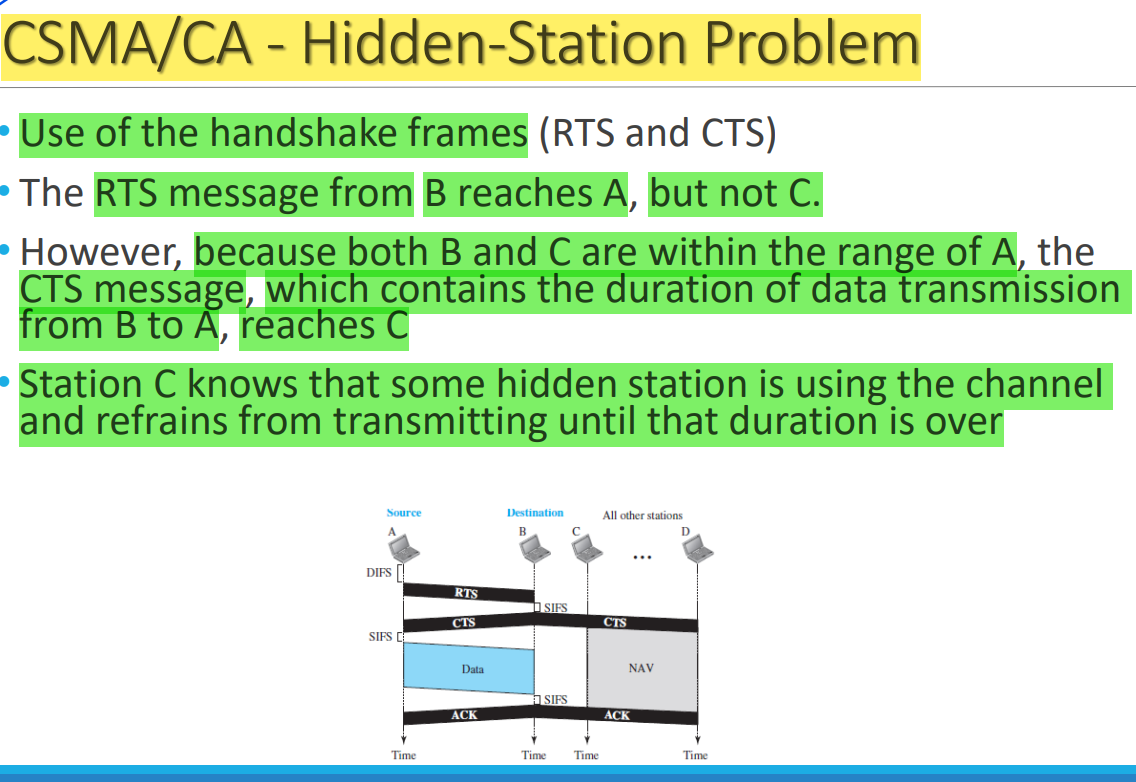 CSMA/CA - Hidden-Station Problem
• Use of the handshake frames (RTS and CTS)
• The RTS message from B reaches A, but not C.
• However, because both B and C are within the range of A, the
CTS message, which contains the duration of data transmission
from B to A, reaches C
• Station C knows that some hidden station is using the channel
and refrains from transmitting until that duration is over
Source Destination All other stations
A B C D
...
DIFS
RTS
SIFS
CTS CTS
SIFS
Data NAV
SIFS
ACK ACK
Time Time Time Time